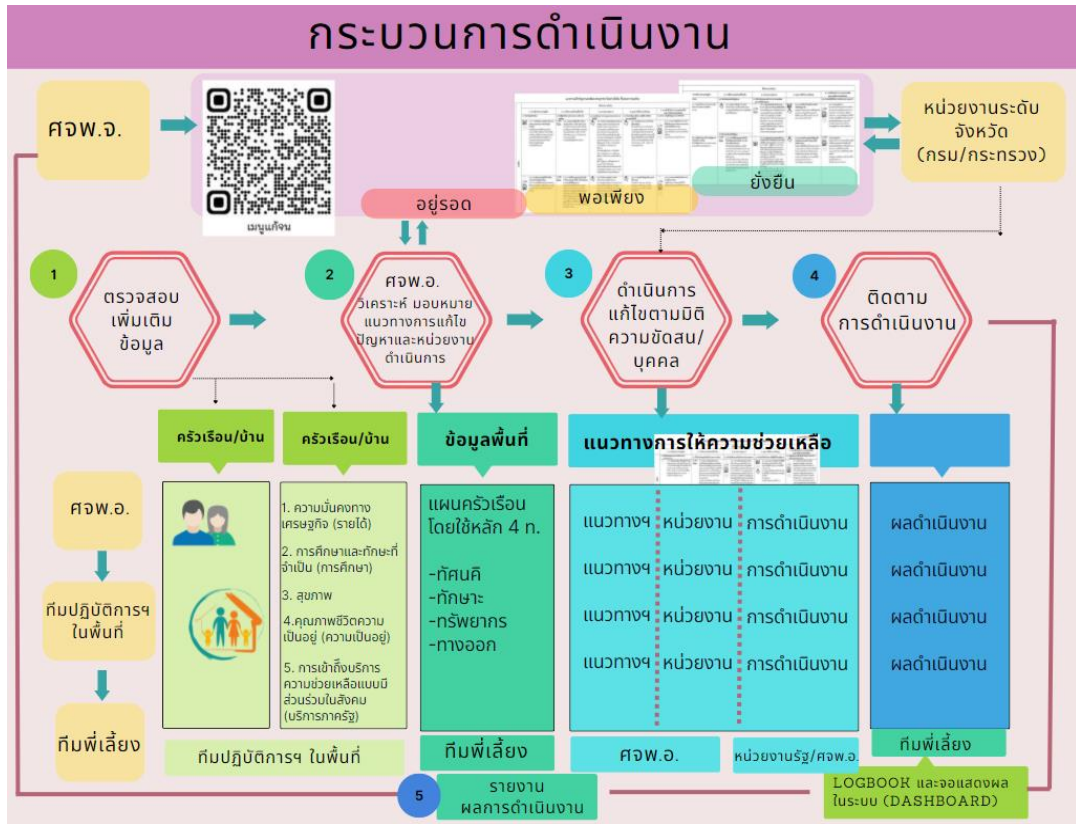 กระบวนการดำเนินงาน
ศจพ.จ.
เมนูแก้จน
อยู่รอด
พอเพียง
ยั่งยืน
หน่วยงานระดับ
จังหวัด
(กรม/กระทรวง)
1
ตรวจสอบ
เพิ่มเติม
ข้อมูล
2
ศจพ.อ.
วิเคราะห์ มอบหมาย
แนวทางการแก้ไข
ปัญหาและหน่วยงาน
ดำเนินการ
3
ดำเนินการ
แก้ไขตามมิติ
ความขัดสน/
บุคคล
4
ติดตาม
การดำเนินงาน
ครัวเรือน/บ้าน
ครัวเรือน/บ้าน
ข้อมูลพื้นที่
แนวทางการให้ความช่วยเหลือ
ศจพ.อ.
ทีมปฏิบัติการฯ
ในพื้นที่
ทีมพี่เลี้ยง
1. ความมั่นคงทาง
เศรษฐกิจ (รายได้)
2. การศึกษาและทักษะที่
จำเป็น (การศึกษา)
3. สุขภาพ
4.คุณภาพชีวิตความ
เป็นอยู่ (ความเป็นอยู่)
5. การเข้าถึงบริการ
ความช่วยเหลือแบบมี
ส่วนร่วมในสังคม
(บริการภาครัฐ)
แผนครัวเรือน
โดยใช้หลัก 4 ท.
-ทัศนคิ
-ทักษาะ
-ทรัพยากร
-ทางออก
แนวทางฯ หน่วยงาน การดำเนินงาน
แนวทางฯ หน่วยงาน การดำเนินงาน
แนวทางฯ หน่วยงาน การดำเนินงาน
แนวทางฯ หน่วยงาน การดำเนินงาน
ผลดำเนินงาน
ผลดำเนินงาน
ผลดำเนินงาน
ผลดำเนินงาน
ทีมปฏิบัติการฯ ในพื้นที่
ทีมพี่เลี้ยง
ศจพ.อ.
หน่วยงานรัฐ/ศจพ.อ.
ทีมพี่เลี้ยง
5
รายงาน
ผลการดำเนินงาน
LOGBOOK และจอแสดงผล
ในระบบ (DASHBOARD)